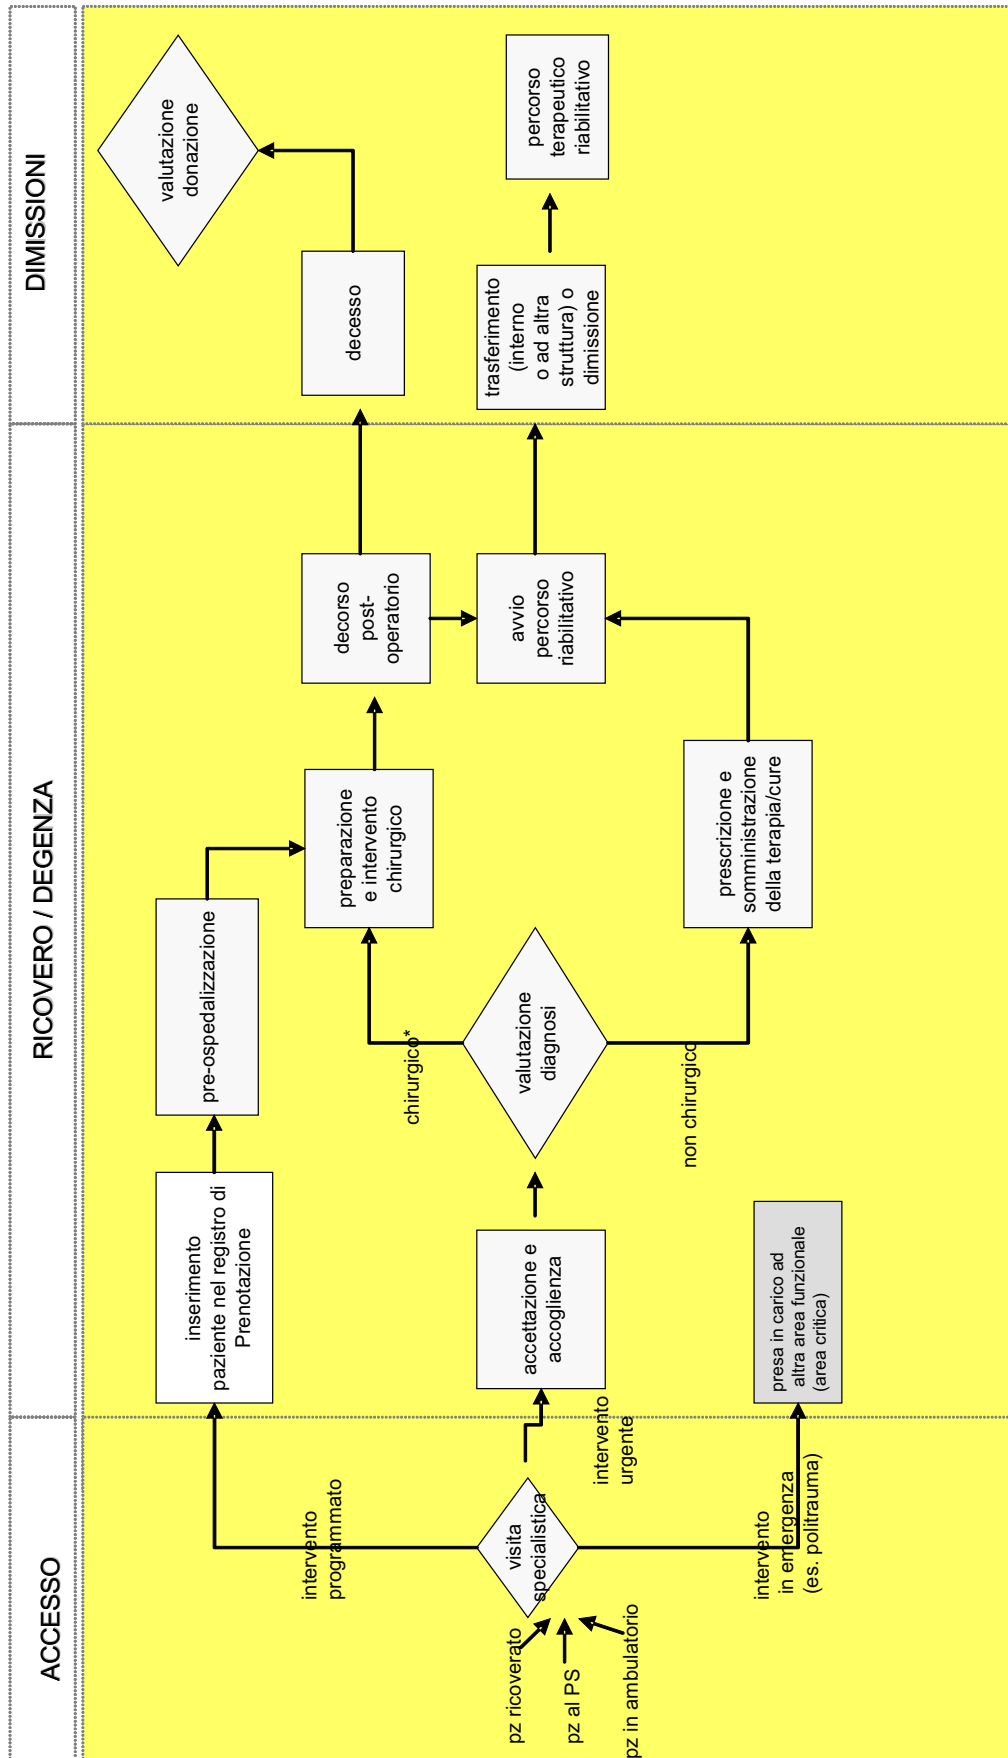 ACCESSO
RICOVERO / DEGENZA
DIMISSIONI
pz ricoverato
pz al PS
pz in ambulatorio
visita
specialistica
intervento
programmato
intervento
urgente
intervento
in emergenza
(es. politrauma)
inserimento
paziente nel registro di
Prenotazione
pre-ospedalizzazione
accettazione e
accoglienza
presa in carico ad
altra area funzionale
(area critica)
valutazione
diagnosi
chirurgico*
non chirurgico
preparazione
e intervento
chirurgico
prescrizione e
somministrazione
della terapia/cure
decorso
post-
operatorio
avvio
percorso
riabilitativo
decesso
valutazione
donazione
trasferimento
(interno
o ad altra
struttura) o
dimissione
percorso
terapeutico
riabilitativo